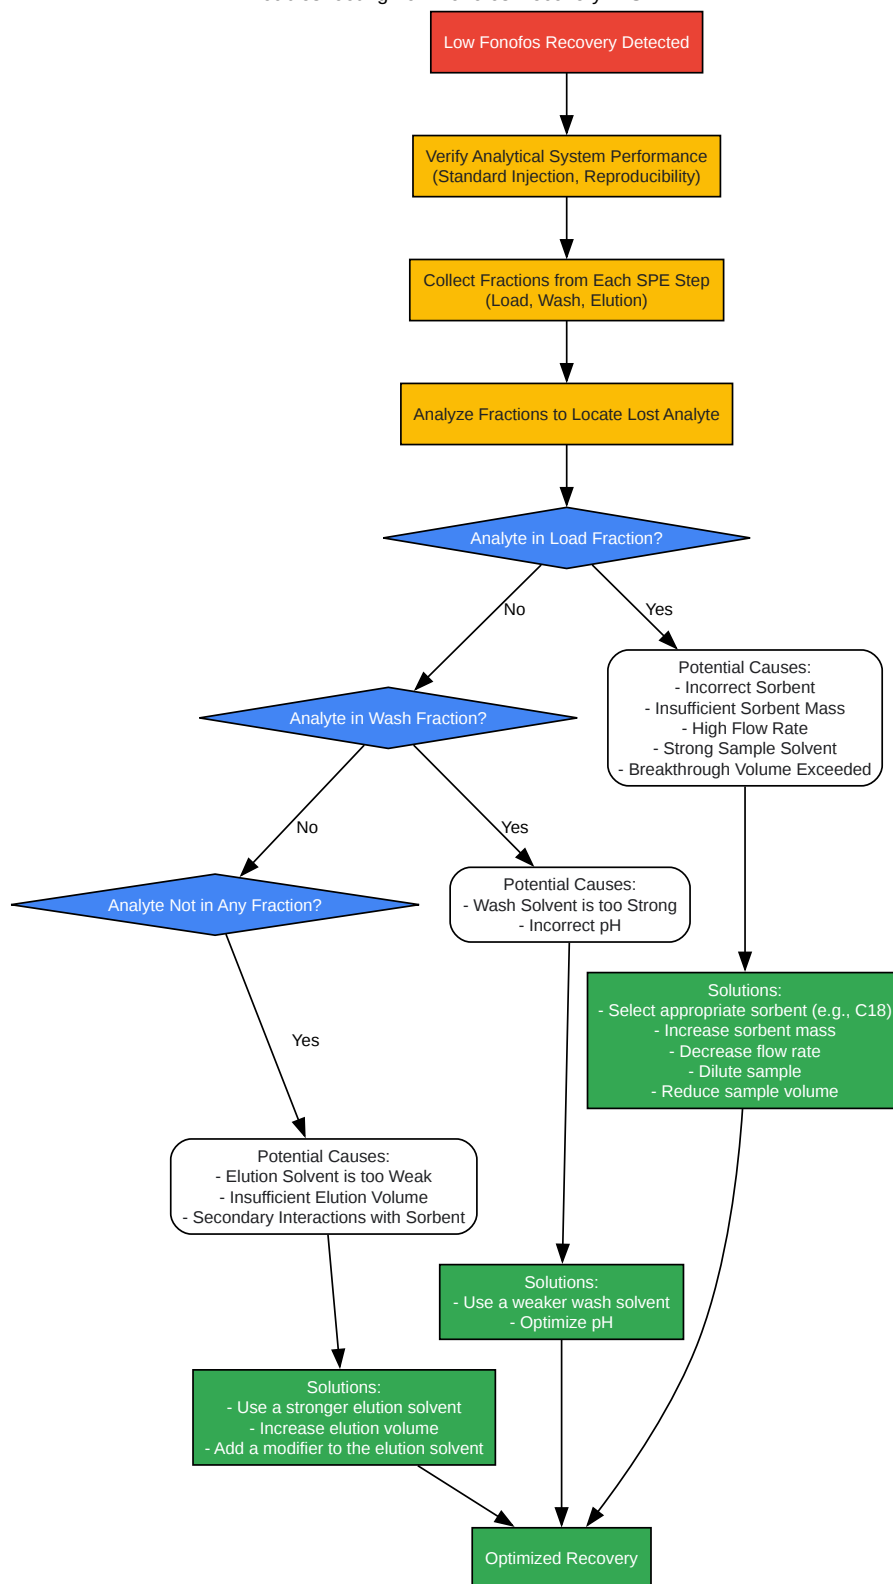 Low Fonofos Recovery Detected
Verify Analytical System Performance
(Standard Injection, Reproducibility)
Collect Fractions from Each SPE Step
(Load, Wash, Elution)
Analyze Fractions to Locate Lost Analyte
Analyte in Load Fraction?
No
Yes
Potential Causes:
- Incorrect Sorbent
- Insufficient Sorbent Mass
- High Flow Rate
- Strong Sample Solvent
- Breakthrough Volume Exceeded
Analyte in Wash Fraction?
No
Yes
Potential Causes:
- Wash Solvent is too Strong
- Incorrect pH
Analyte Not in Any Fraction?
Solutions:
- Select appropriate sorbent (e.g., C18)
- Increase sorbent mass
- Decrease flow rate
- Dilute sample
- Reduce sample volume
Yes
Potential Causes:
- Elution Solvent is too Weak
- Insufficient Elution Volume
- Secondary Interactions with Sorbent
Solutions:
- Use a weaker wash solvent
- Optimize pH
Solutions:
- Use a stronger elution solvent
- Increase elution volume
- Add a modifier to the elution solvent
Optimized Recovery